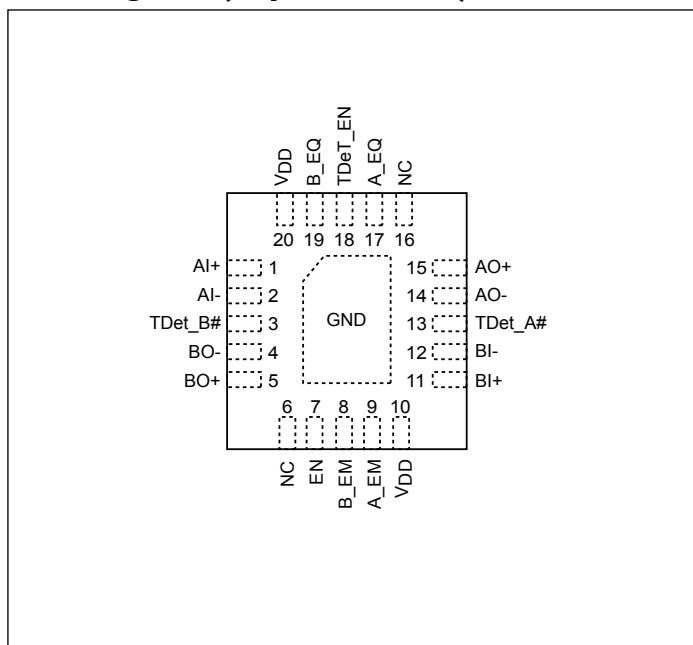 VDD
B_EQ
TDeT_EN
A_EQ
NC
20 19 18 17 16
AI+ 1
AI- 2
TDet_B# 3
BO- 4
BO+ 5
GND
15 AO+
14 AO-
13 TDet_A#
12 BI-
11 BI+
6 7 8 9 10
NC
EN
B_EM
A_EM
VDD